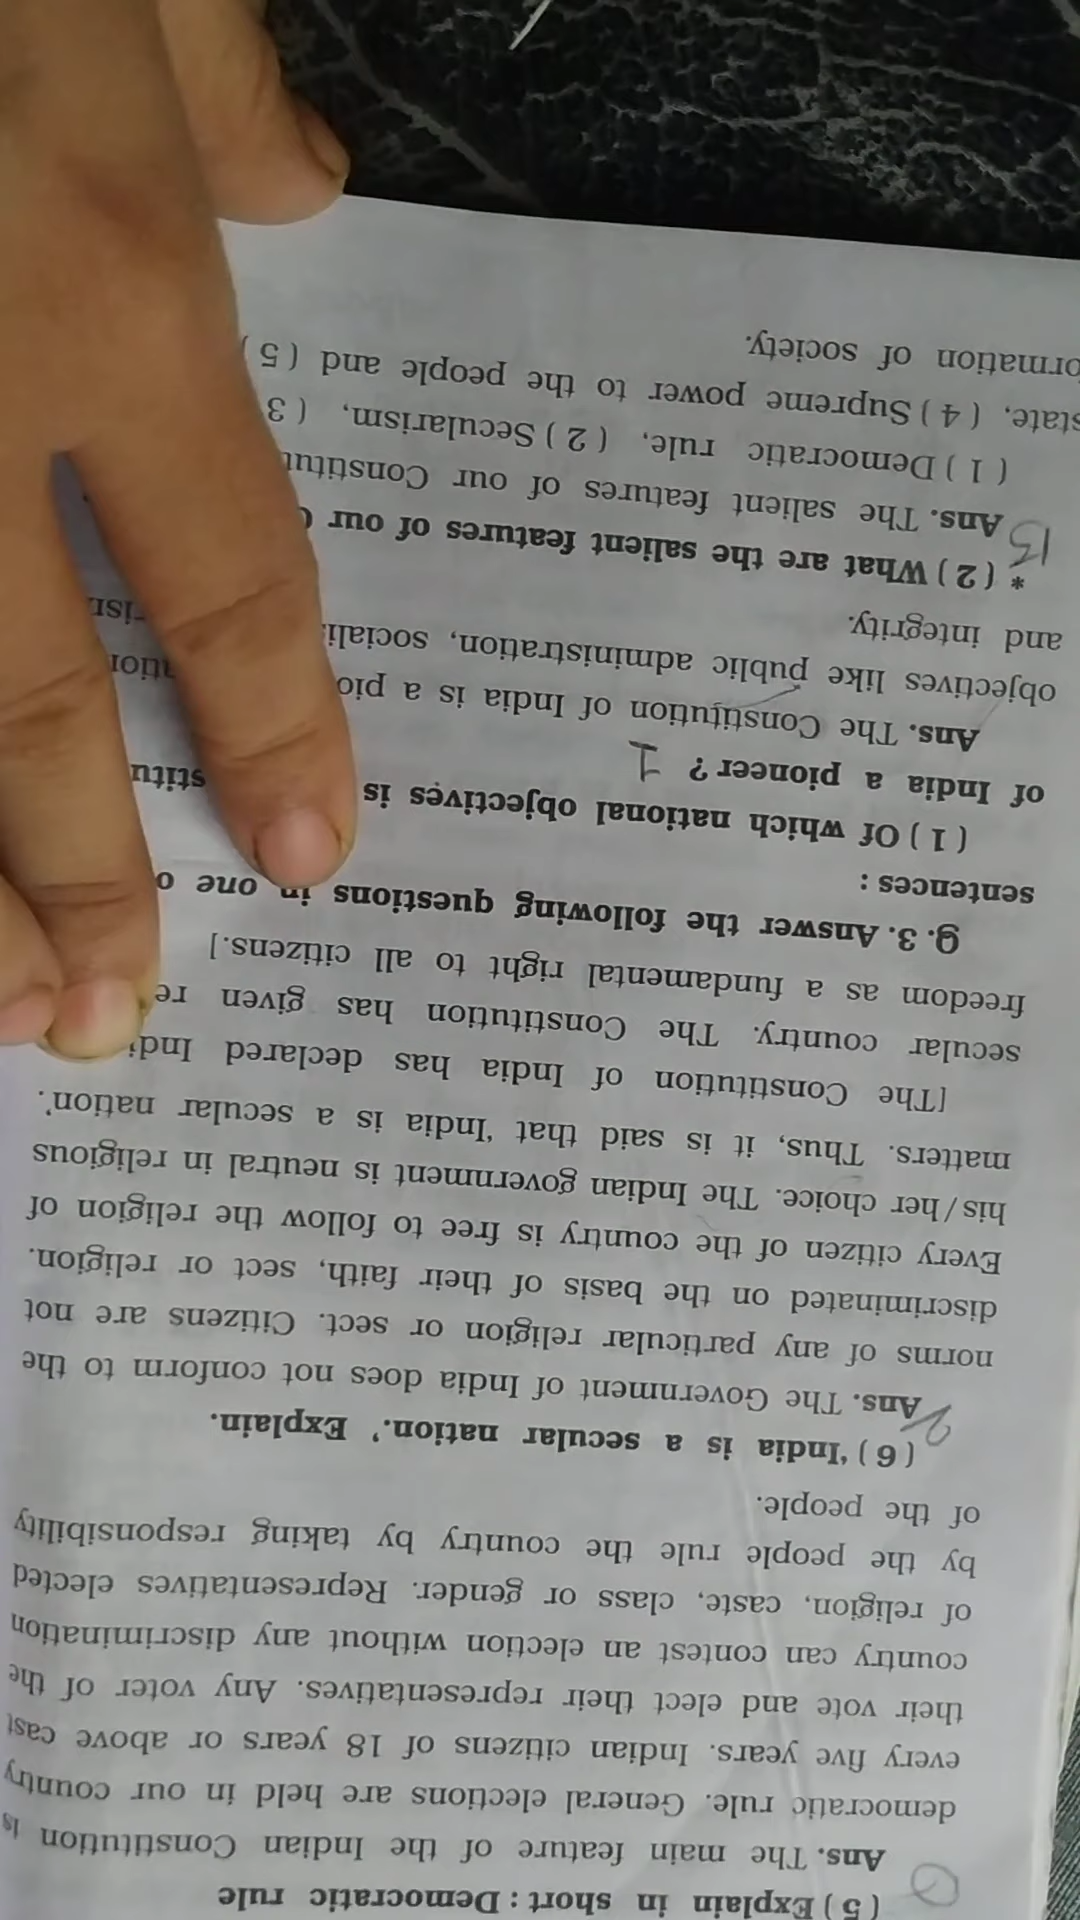 ( 5 ) Explain in short : Democratic rule
Ans. The main feature of the Indian Constitution is
democratic rule. General elections are held in our country
every five years. Indian citizens of 18 years or above cast
their vote and elect their representatives. Any voter of the
country can contest an election without any discrimination
of religion, caste, class or gender. Representatives elected
by the people rule the country by taking responsibility
of the people.
( 6 ) 'India is a secular nation.' Explain.
2 Ans. The Government of India does not conform to the
norms of any particular religion or sect. Citizens are not
discriminated on the basis of their faith, sect or religion.
Every citizen of the country is free to follow the religion of
his/her choice. The Indian government is neutral in religious
matters. Thus, it is said that 'India is a secular nation'.
[The Constitution of India has declared
secular country. The Constitution has given
freedom as a fundamental right to all citizens.]
Q. 3. Answer the following questions in one
sentences :
( 1 ) Of which national objectives is
of India a pioneer ? 1
Ans. The Constitution of India is a
objectives like public administration,
and integrity.
* ( 2 ) What are the salient features of our
Ans. The salient features of our
( 1 ) Democratic rule, ( 2 ) Secularism, ( 3
state, ( 4 ) Supreme power to the people and ( 5 )
of society.